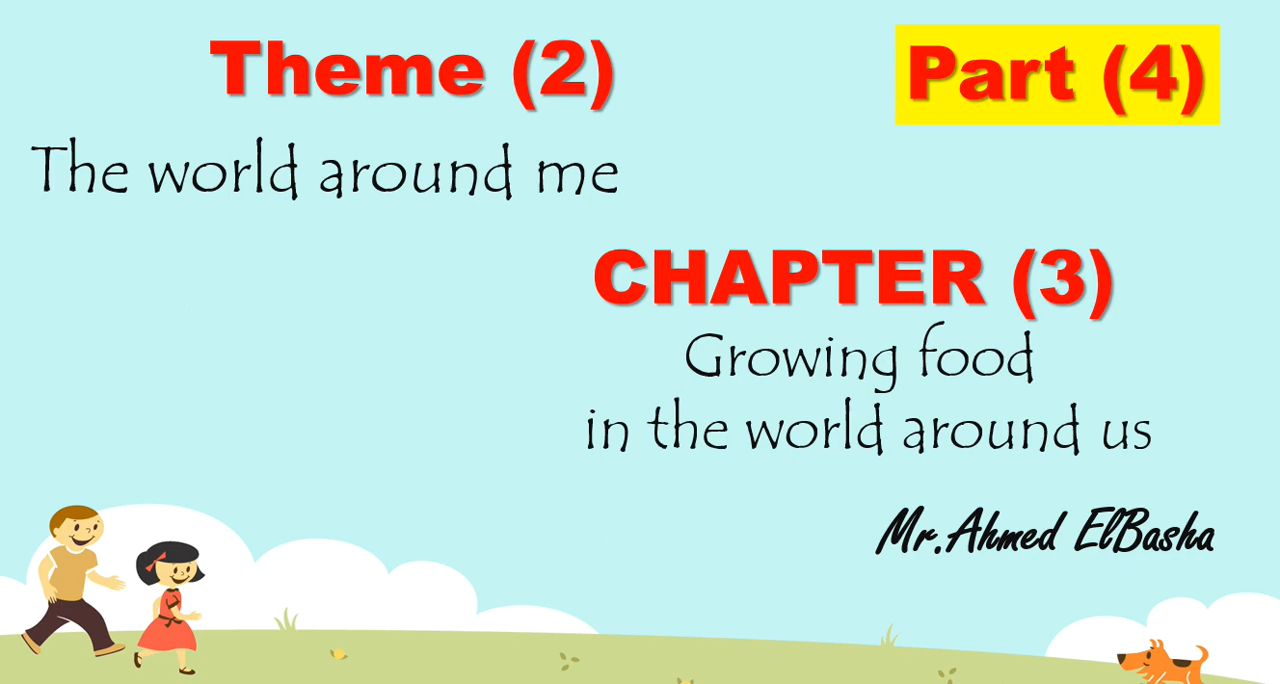 Theme (2)
Part (4)
The world around me
CHAPTER (3)
Growing food
in the world around us
Mr.Ahmed ElBasha